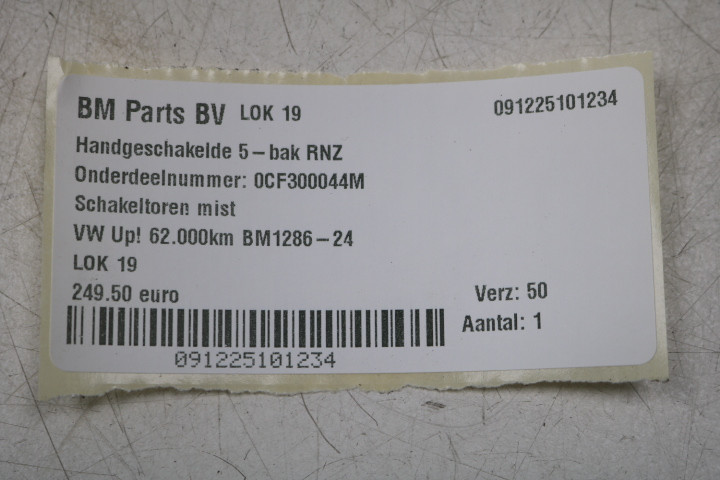 BM Parts BV LOK 19 091225101234
Handgeschakelde 5-bak RNZ
Onderdeelnummer: 0CF300044M
Schakeltoren mist
VW Up! 62.000km BM1286-24
LOK 19
249.50 euro Verz: 50
Aantal: 1
091225101234